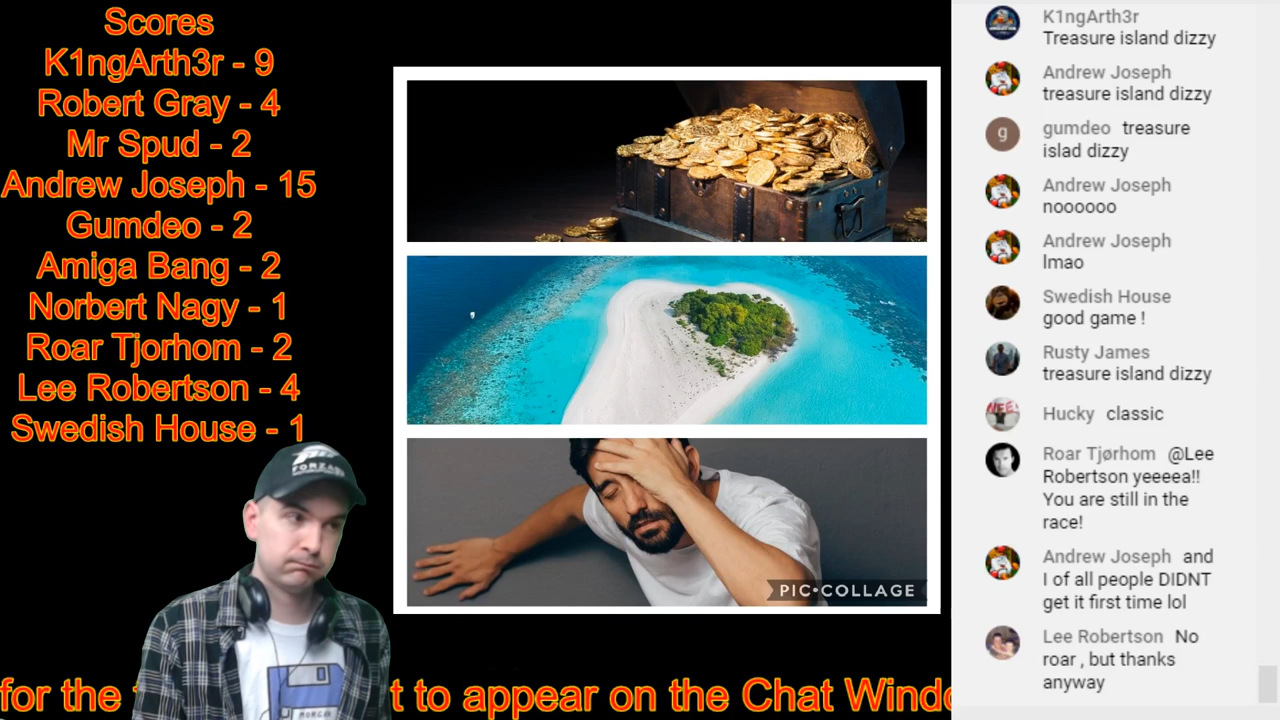 Scores
K1ngArth3r - 9
Robert Gray - 4
Mr Spud - 2
Andrew Joseph - 15
Gumdeo - 2
Amiga Bang - 2
Norbert Nagy - 1
Roar Tjorhom - 2
Lee Robertson - 4
Swedish House - 1
FORZA
PIC•COLLAGE
for the
t to appear on the Chat
K1ngArth3r
Treasure island dizzy
Andrew Joseph
treasure island dizzy
g
gumdeo treasure
islad dizzy
Andrew Joseph
noooooo
Andrew Joseph
lmao
Swedish House
good game !
Rusty James
treasure island dizzy
Hucky classic
Roar Tjørhom @Lee
Robertson yeeeea!!
You are still in the
race!
Andrew Joseph and
I of all people DIDNT
get it first time lol
Lee Robertson No
roar , but thanks
anyway